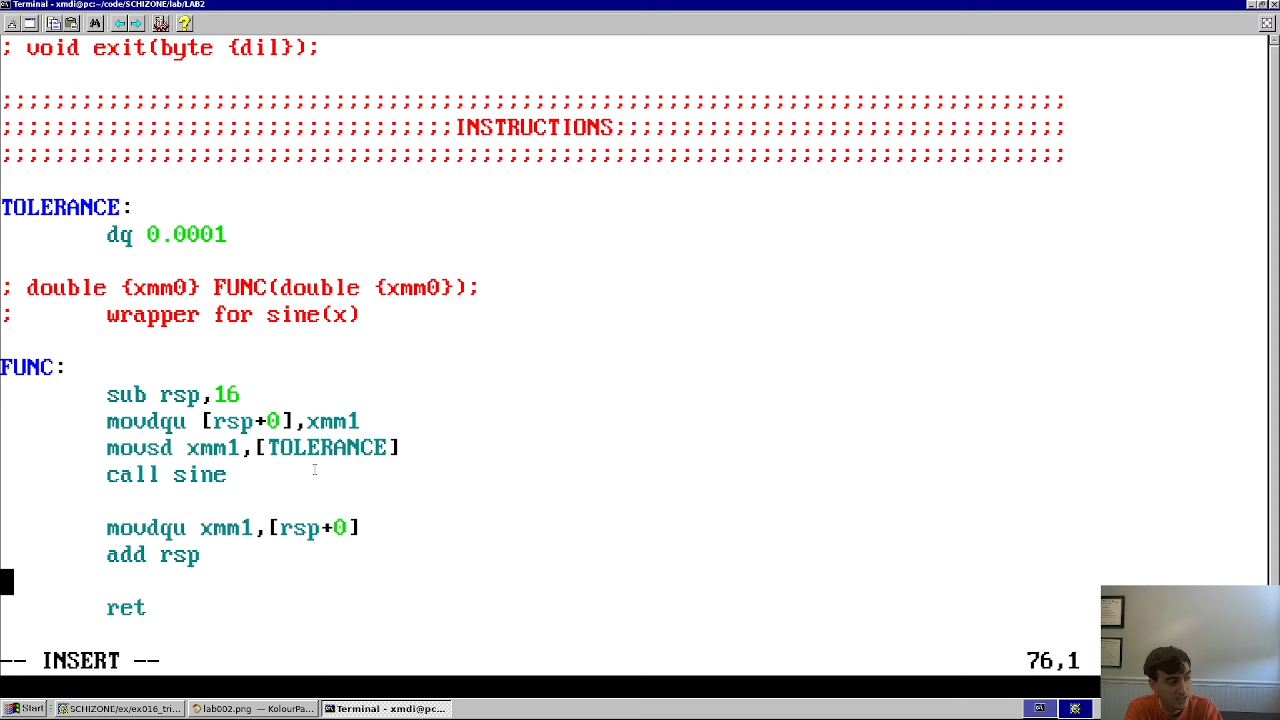 Terminal - xmdi@pc:~/code/SCHIZONE/lab/LAB2
; void exit(byte {dil});
;;;;;;;;;;;;;;;;;;;;;;;;;;;;;;;;;;;;;;;;;;;;;;;;;;;;;;;;;;;;;;;;;;;;;;;;;;;;;;;;
;;;;;;;;;;;;;;;;;;;;;;;;;;;;;;;;;;INSTRUCTIONS;;;;;;;;;;;;;;;;;;;;;;;;;;;;;;;;;;
;;;;;;;;;;;;;;;;;;;;;;;;;;;;;;;;;;;;;;;;;;;;;;;;;;;;;;;;;;;;;;;;;;;;;;;;;;;;;;;;
TOLERANCE:
dq 0.0001
; double {xmm0} FUNC(double {xmm0});
; wrapper for sine(x)
FUNC:
sub rsp,16
movdqu [rsp+0],xmm1
movsd xmm1,[TOLERANCE]
call sine
movdqu xmm1,[rsp+0]
add rsp
ret
-- INSERT -- 76,1
Start SCHIZONE/ex/ex016_tri... lab002.png — KolourPa... Terminal - xmdi@pc...